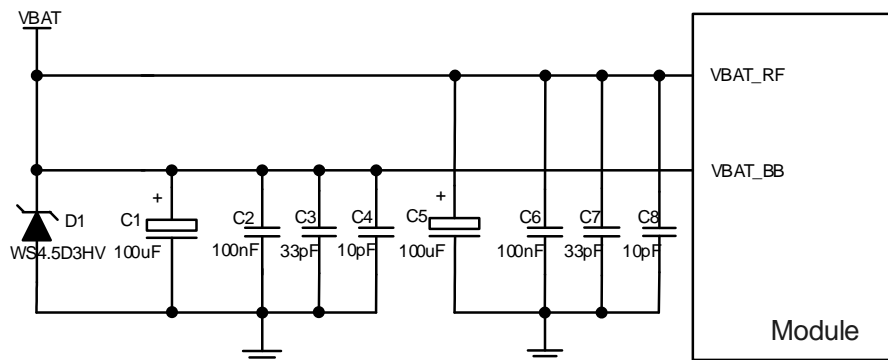 VBAT
VBAT_RF
VBAT_BB
+
+
D1
C1
C2
C3
C4
C5
C6
C7
C8
WS4.5D3HV
100uF
100nF
33pF
10pF
100uF
100nF
33pF
10pF
Module